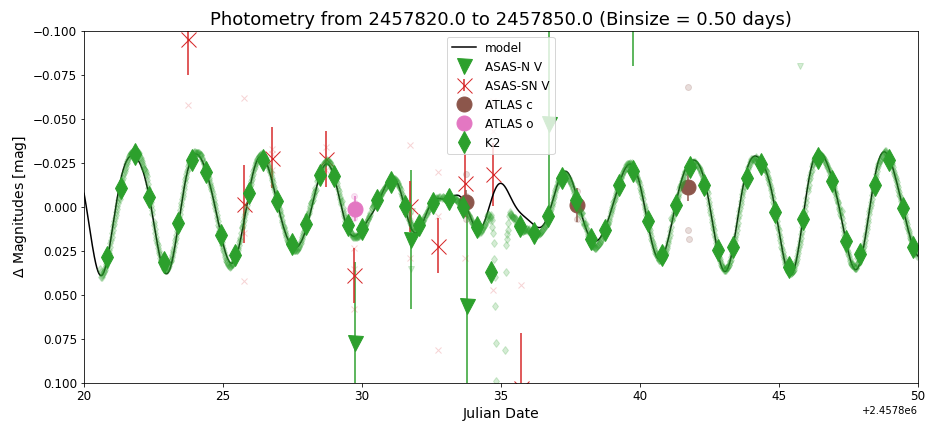 Photometry from 2457820.0 to 2457850.0 (Binsize = 0.50 days)
Δ Magnitudes [mag]
−0.100
−0.075
−0.050
−0.025
0.000
0.025
0.050
0.075
0.100
model
ASAS-N V
ASAS-SN V
ATLAS c
ATLAS o
K2
20
25
30
35
40
45
50
Julian Date
+2.4578e6